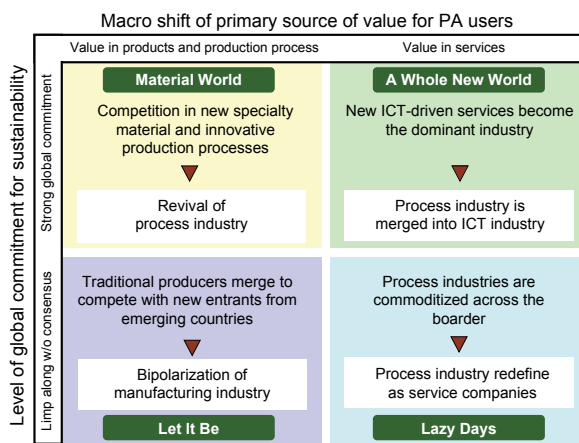 Macro shift of primary source of value for PA users
Value in products and production process
Value in services
Level of global commitment for sustainability
Strong global commitment
Material World
Competition in new specialty
material and innovative
production processes
Revival of
process industry
A Whole New World
New ICT-driven services become
the dominant industry
Process industry is
merged into ICT industry
Limp along w/o consensus
Traditional producers merge to
compete with new entrants from
emerging countries
Bipolarization of
manufacturing industry
Let It Be
Process industries are
commoditized across the
boarder
Process industry redefine
as service companies
Lazy Days